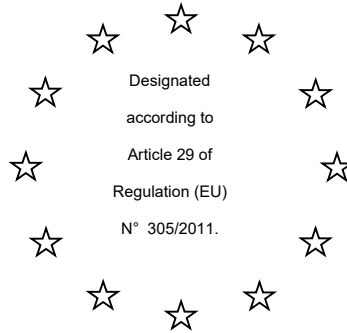 Designated
according to
Article 29 of
Regulation (EU)
N° 305/2011.